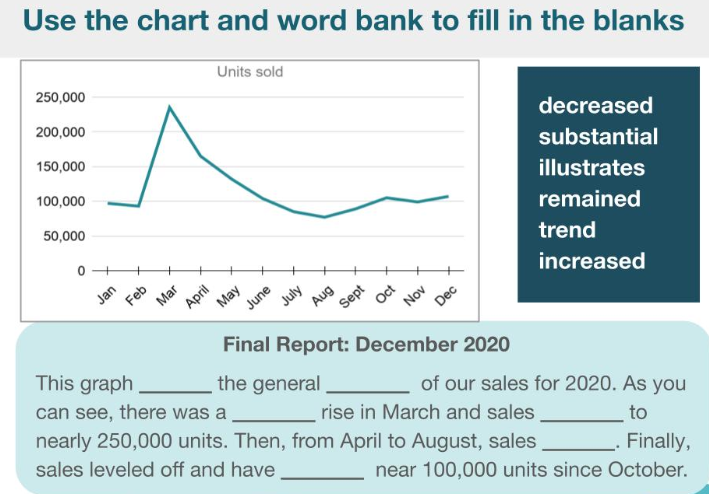 Use the chart and word bank to fill in the blanks
Units sold
250,000
200,000
150,000
100,000
50,000
0
Jan Feb Mar April May June July Aug Sept Oct Nov Dec
decreased
substantial
illustrates
remained
trend
increased
Final Report: December 2020
This graph ______ the general ______ of our sales for 2020. As you
can see, there was a ______ rise in March and sales ______ to
nearly 250,000 units. Then, from April to August, sales ______. Finally,
sales leveled off and have ______ near 100,000 units since October.